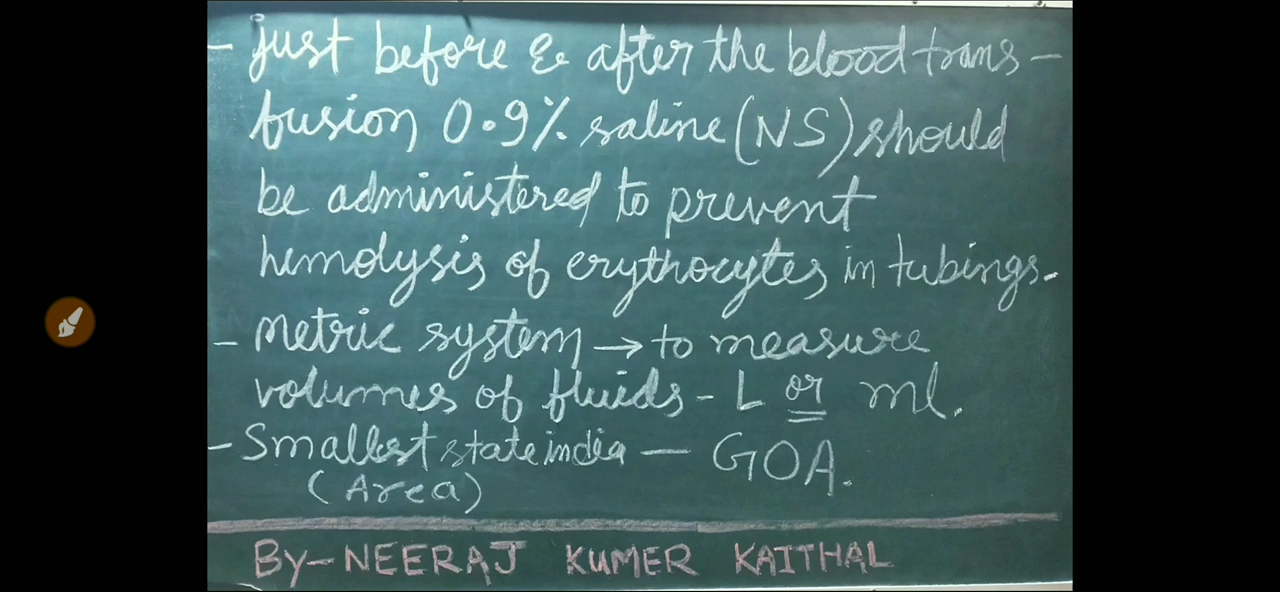 - just before & after the blood trans-
fusion 0.9% saline (NS) should
be administered to prevent
hemolysis of erythocytes in tubings.
- Metric system → to measure
volumes of fluids - L or ml.
- Smallest state india - GOA.
(Area)
By-NEERAJ KUMER KAITHAL